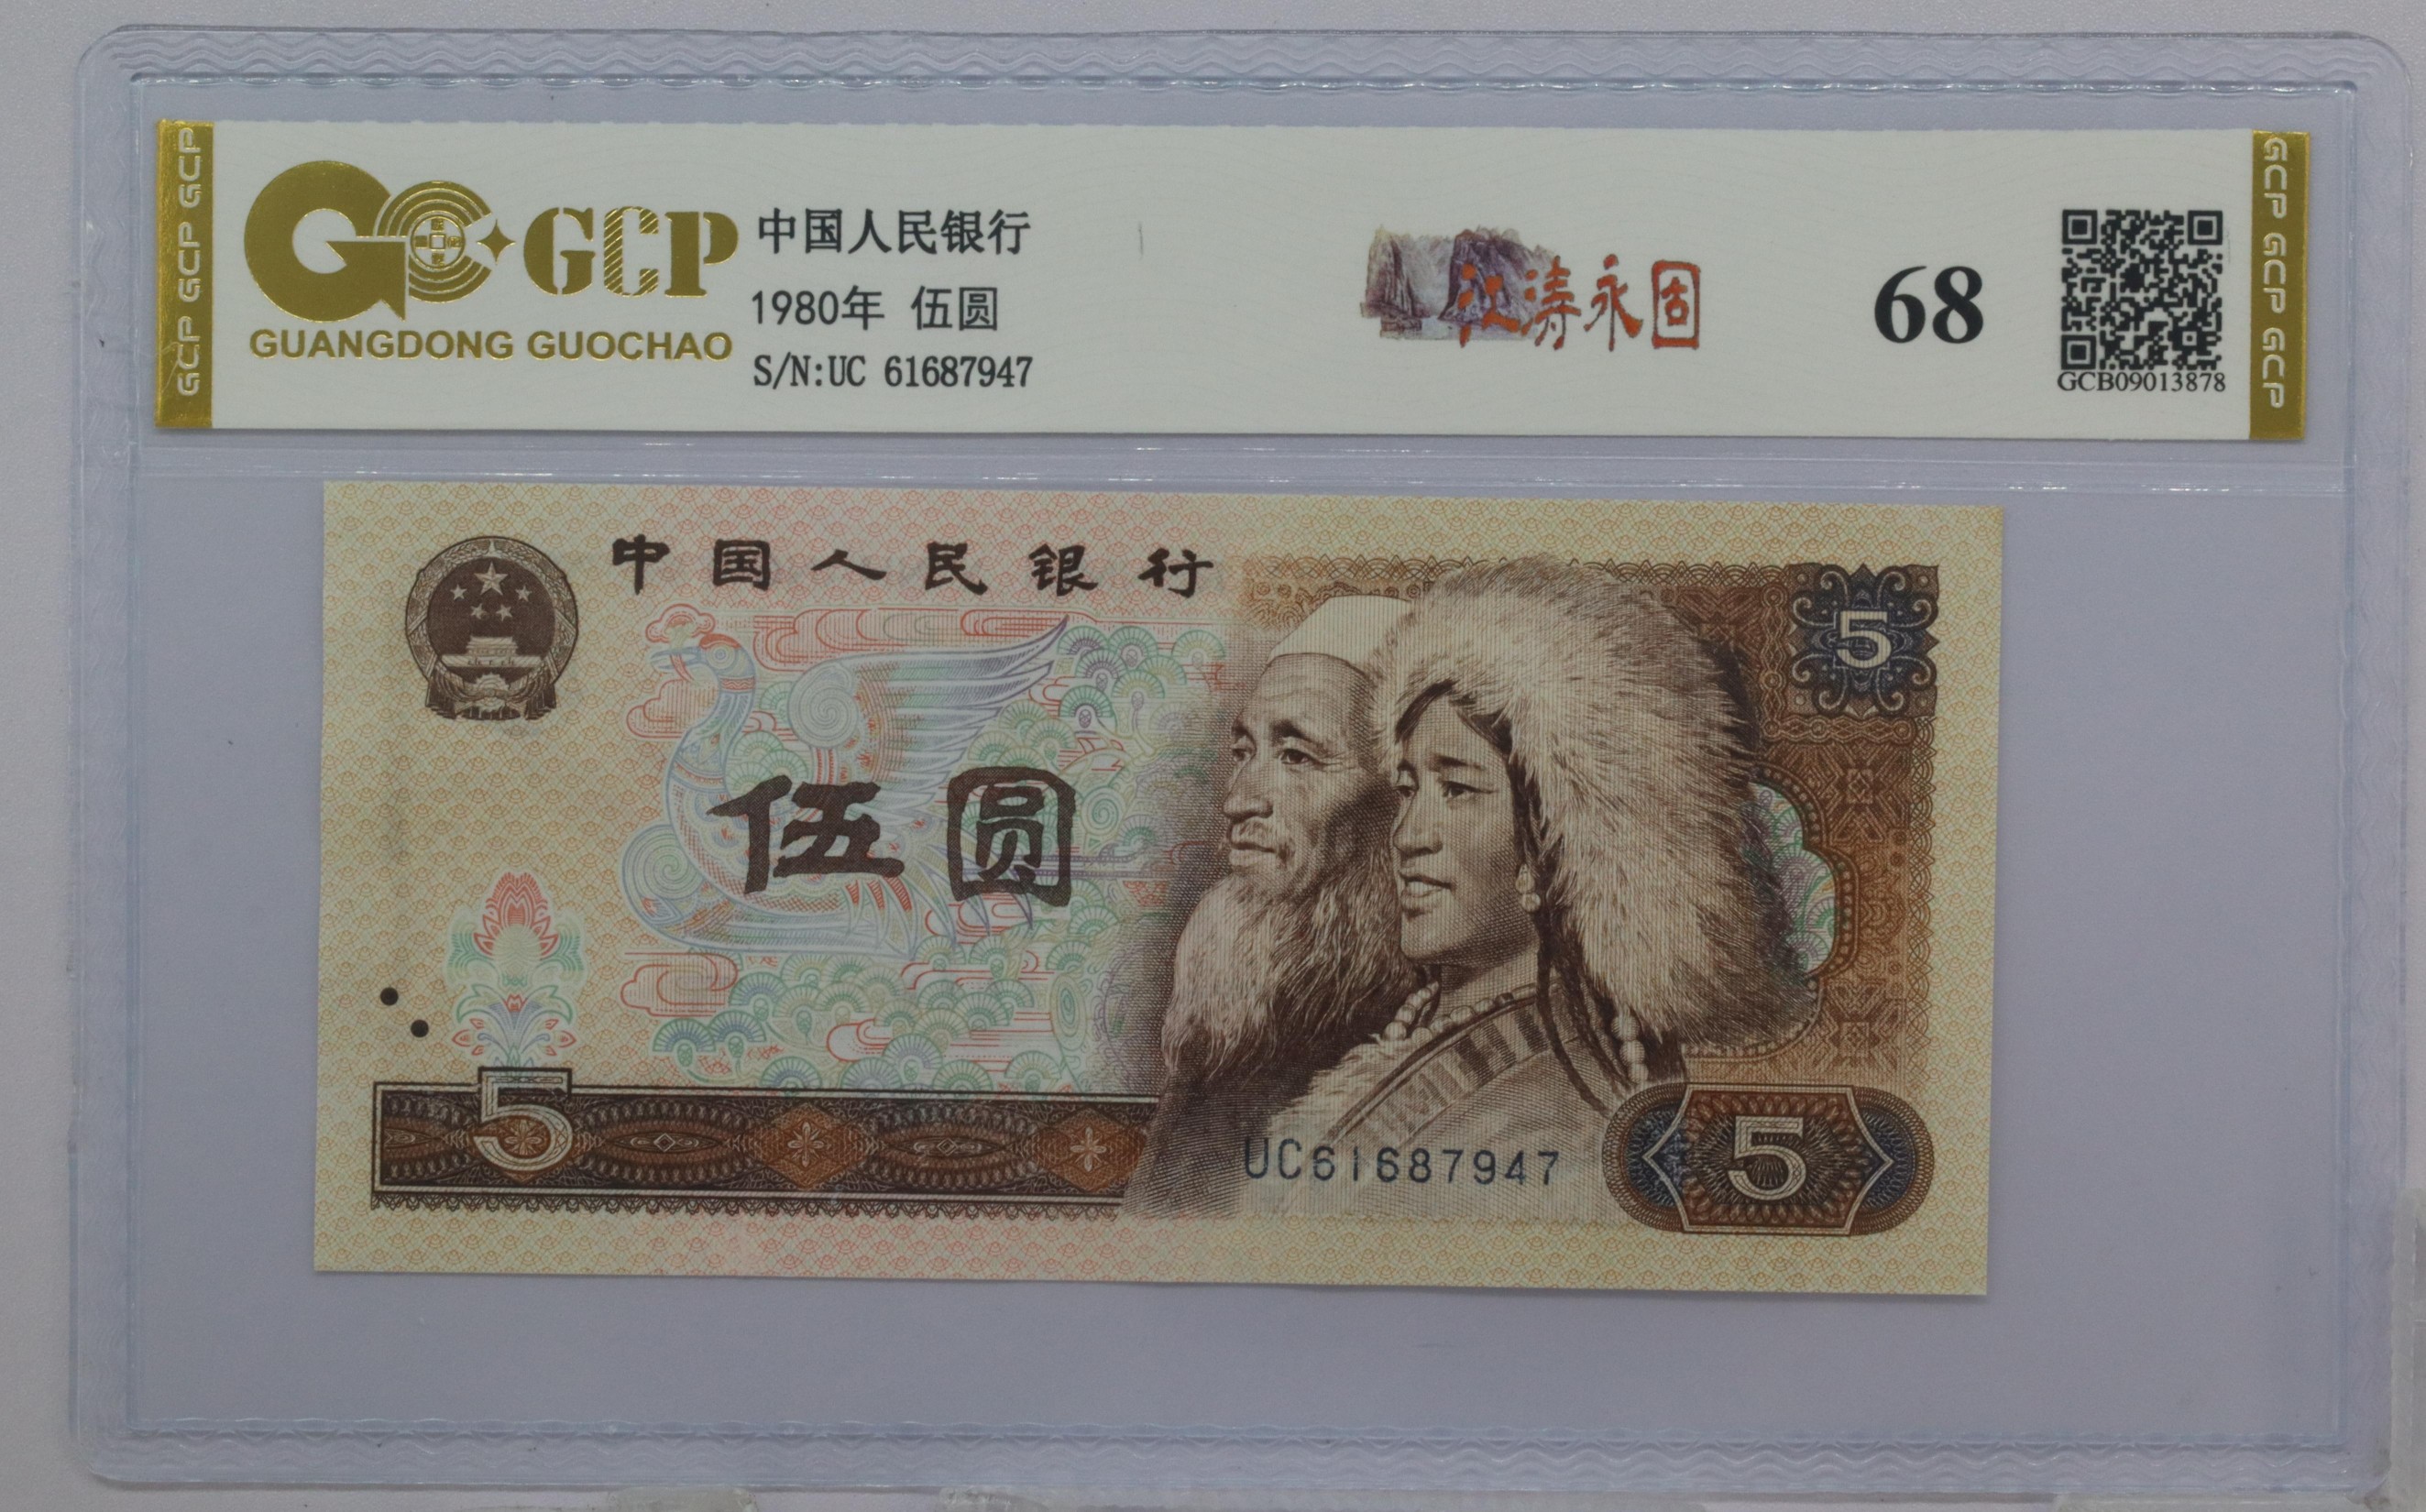 GCP GCP GCP
GCP
GUANGDONG GUOCHAO
中国人民银行
1980年 伍圆
S/N:UC 61687947
江涛永固
68
GCB09013878
GCP GCP GCP
中国人民银行
5
伍圆
5
UC61687947
5